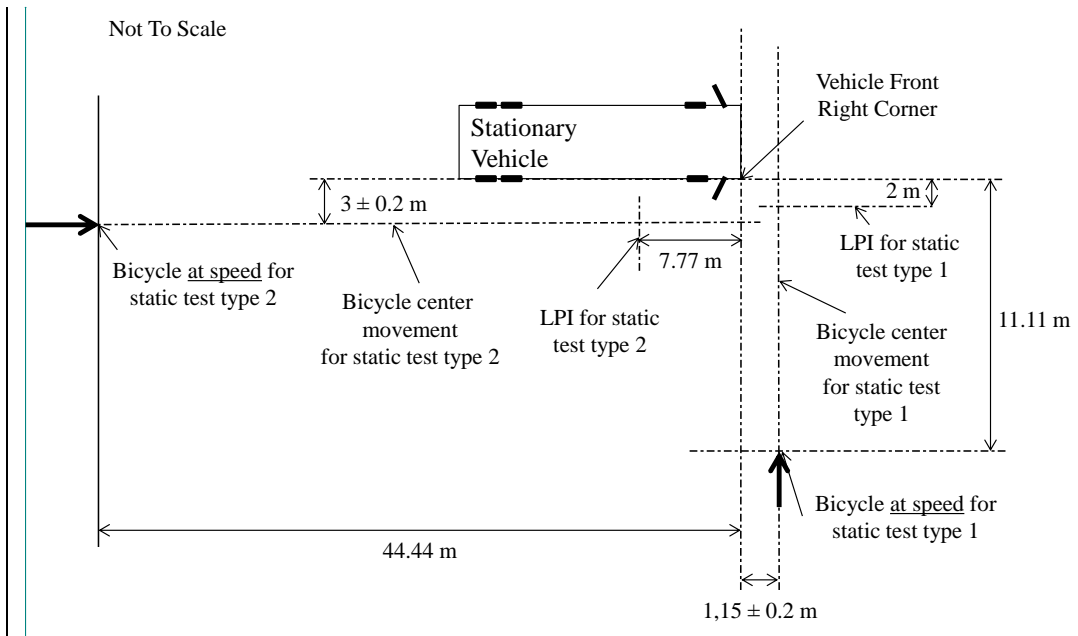 Not To Scale
Vehicle Front
Right Corner
Stationary
Vehicle
3 ± 0.2 m
2 m
7.77 m
LPI for static
test type 1
Bicycle at speed for
static test type 2
Bicycle center
movement
for static test type 2
LPI for static
test type 2
11.11 m
Bicycle center
movement
for static test
type 1
Bicycle at speed for
static test type 1
44.44 m
1,15 ± 0.2 m